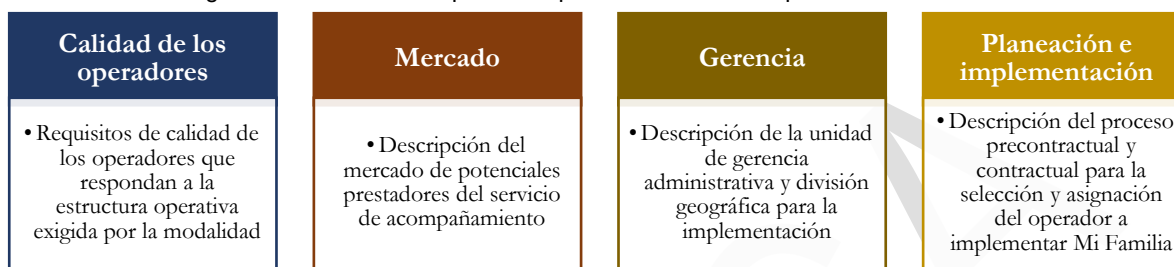 Calidad de los
operadores
• Requisitos de calidad de
los operadores que
respondan a la
estructura operativa
exigida por la modalidad
Mercado
• Descripción del
mercado de potenciales
prestadores del servicio
de acompañamiento
Gerencia
• Descripción de la unidad
de gerencia
administrativa y división
geográfica para la
implementación
Planeación e
implementación
• Descripción del proceso
precontractual y
contractual para la
selección y asignación
del operador a
implementar Mi Familia